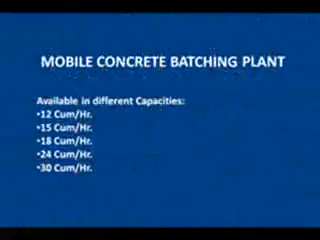 MOBILE CONCRETE BATCHING PLANT
Available in different Capacities:
•12 Cum/Hr.
•15 Cum/Hr.
•18 Cum/Hr.
•24 Cum/Hr.
•30 Cum/Hr.